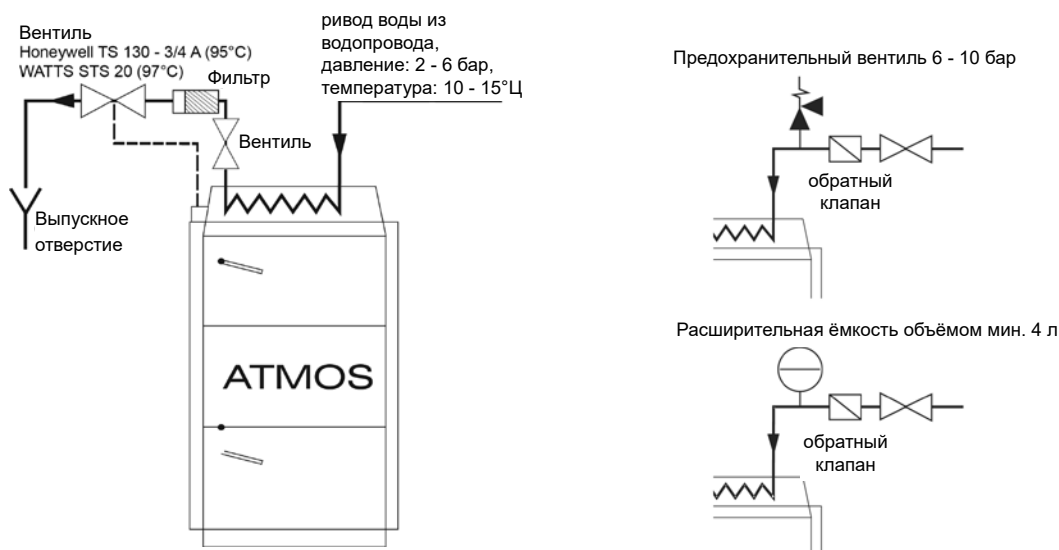 Вентиль
Honeywell TS 130 - 3/4 A (95°C)
WATTS STS 20 (97°C)
Фильтр
ривод воды из
водопровода,
давление: 2 - 6 бар,
температура: 10 - 15°Ц
Вентиль
Выпускное
отверстие
ATMOS
Предохранительный вентиль 6 - 10 бар
обратный
клапан
Расширительная ёмкость объёмом мин. 4 л
обратный
клапан